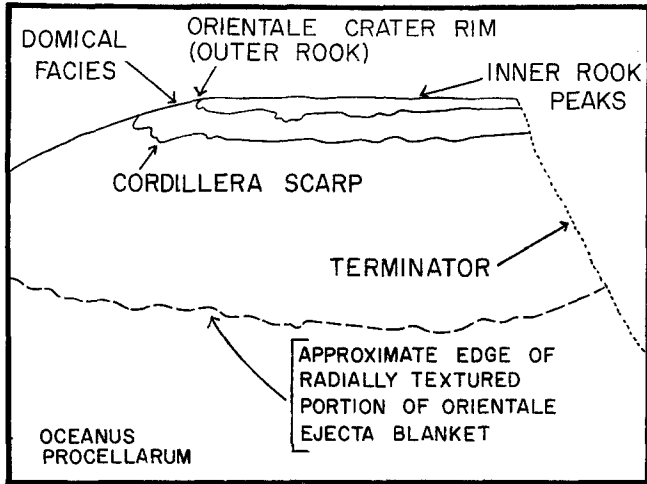 ORIENTALE CRATER RIM
(OUTER ROOK)
DOMICAL
FACIES
INNER ROOK
PEAKS
CORDILLERA SCARP
TERMINATOR
APPROXIMATE EDGE OF
RADIALLY TEXTURED
PORTION OF ORIENTALE
EJECTA BLANKET
OCEANUS
PROCELLARUM